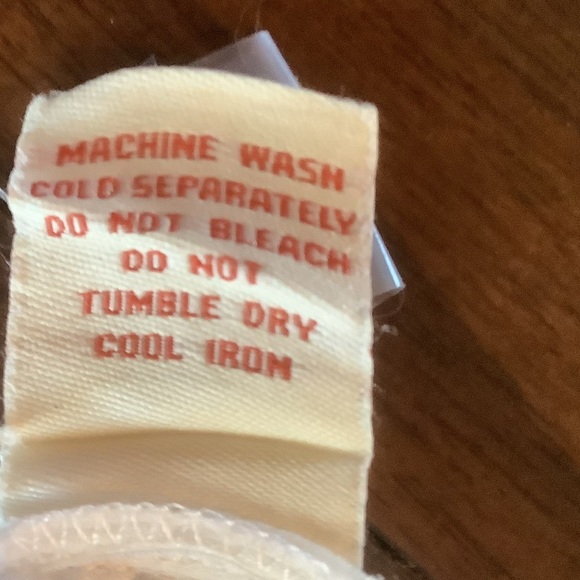 MACHINE WASH
COLD SEPARATELY
DO NOT BLEACH
DO NOT
TUMBLE DRY
COOL IRON